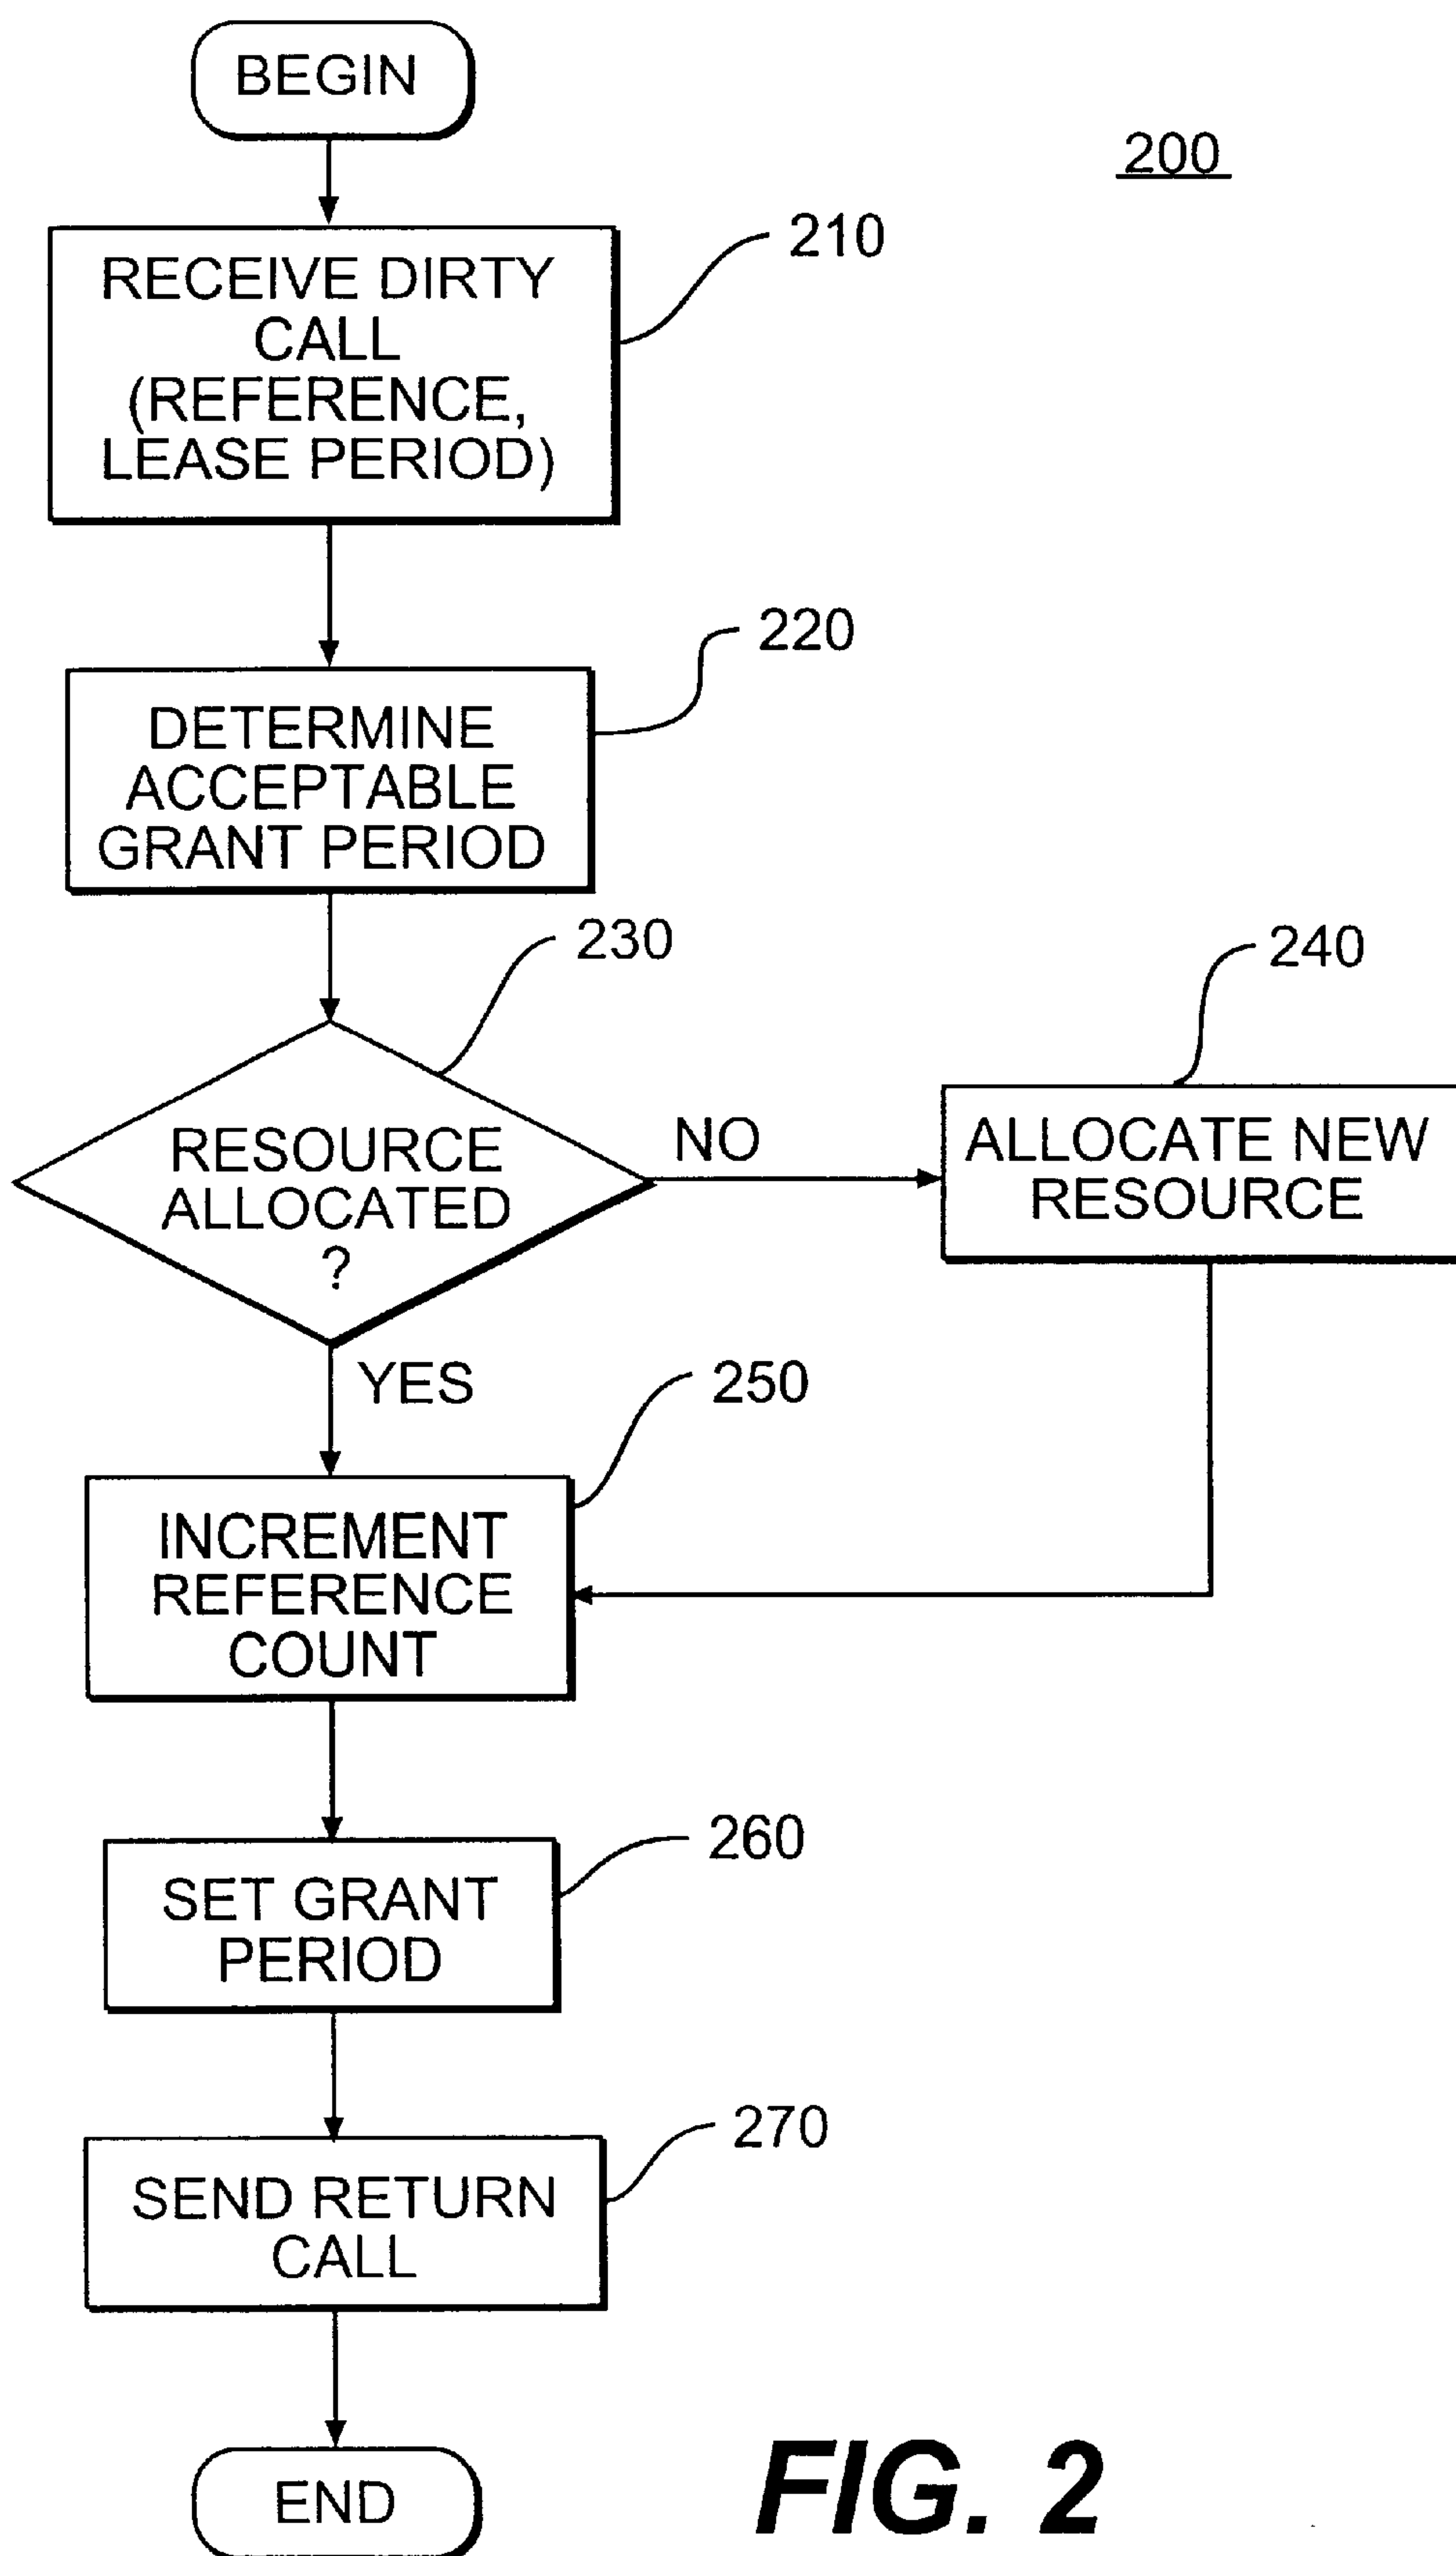 BEGIN
200
210
RECEIVE DIRTY
CALL
(REFERENCE,
LEASE PERIOD)
220
DETERMINE
ACCEPTABLE
GRANT PERIOD
230
240
RESOURCE
ALLOCATED
?
NO
ALLOCATE NEW
RESOURCE
YES
250
INCREMENT
REFERENCE
COUNT
260
SET GRANT
PERIOD
270
SEND RETURN
CALL
END
FIG. 2